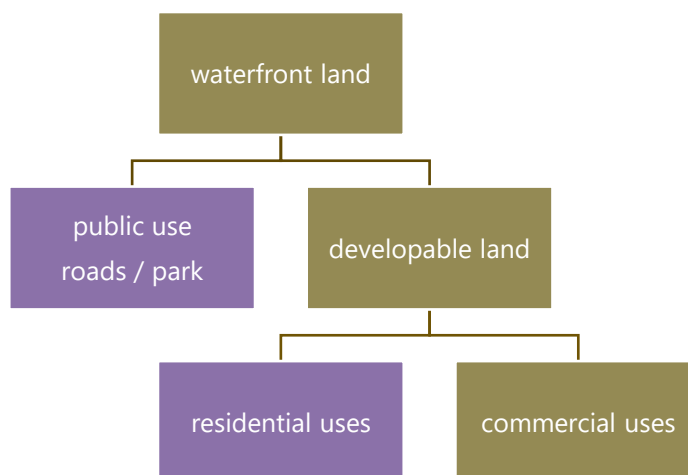 waterfront land
public use
roads / park
developable land
residential uses
commercial uses